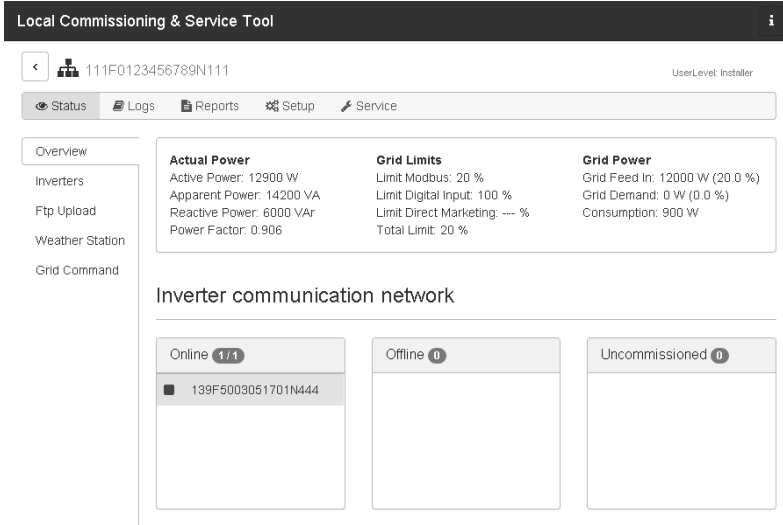 Local Commissioning & Service Tool
i
111F0123456789N111
UserLevel: Installer
Status
Logs
Reports
Setup
Service
Overview
Inverters
Ftp Upload
Weather Station
Grid Command
Actual Power
Active Power: 12900 W
Apparent Power: 14200 VA
Reactive Power: 6000 VAr
Power Factor: 0.906
Grid Limits
Limit Modbus: 20 %
Limit Digital Input: 100 %
Limit Direct Marketing: --- %
Total Limit: 20 %
Grid Power
Grid Feed In: 12000 W (20.0 %)
Grid Demand: 0 W (0.0 %)
Consumption: 900 W
Inverter communication network
Online 1/1
139F5003051701N444
Offline 0
Uncommissioned 0